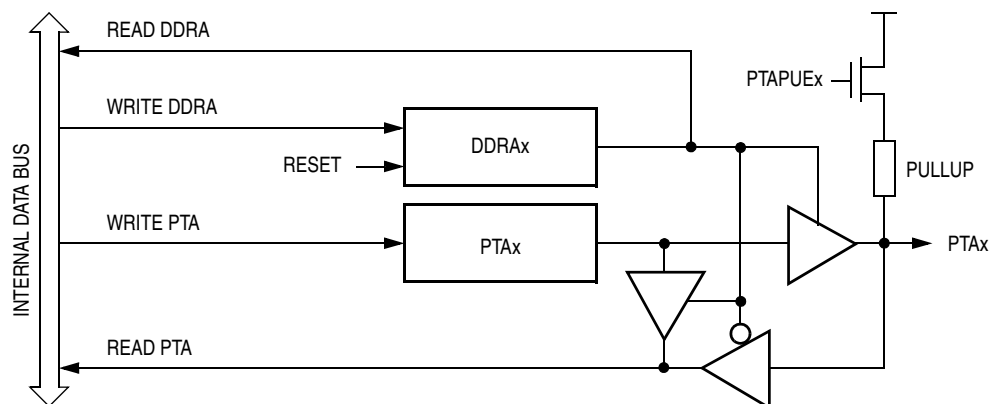 READ DDRA
PTAPUEx
WRITE DDRA
DDRAx
RESET
PULLUP
INTERNAL DATA BUS
WRITE PTA
PTAx
PTAx
READ PTA